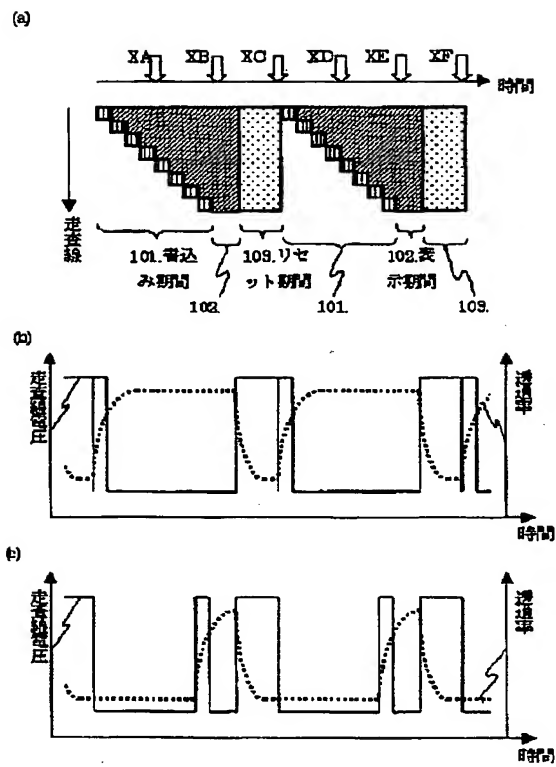 (a)
XA XB XC XD XE XF
時間
走査線
101.書込
み期間
102.
103.リセ
ット期間
101.
102.表
示期間
103.
(b)
走査線電圧
透過率
時間
(c)
走査線電圧
透過率
時間